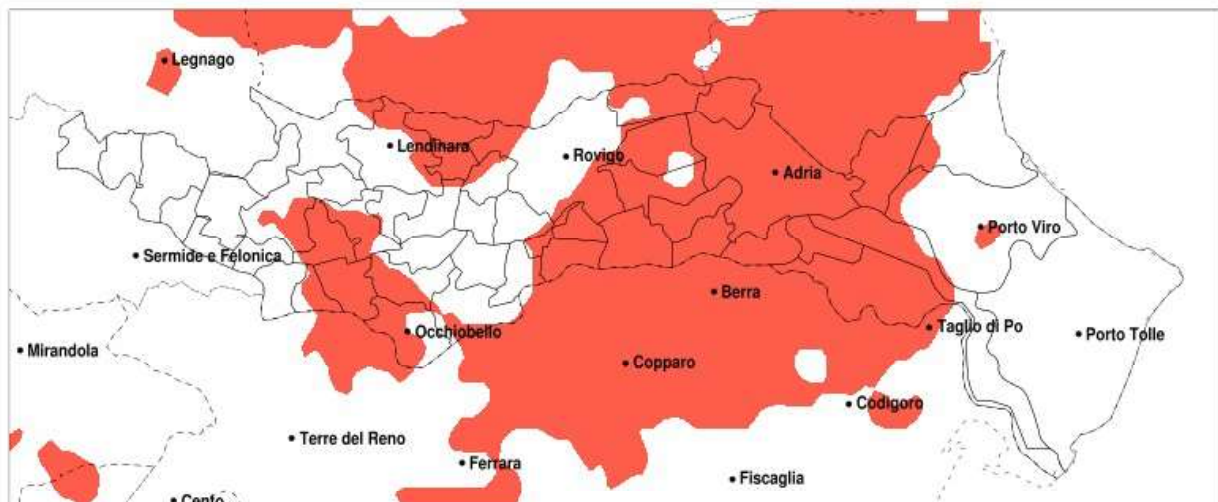 Legnago
Lendinara
Rovigo
Adria
Porto Viro
Sermide e Felonica
Berra
Taglio di Po
Occhiobello
Porto Tolle
Mirandola
Copparo
Codigoro
Terre del Reno
Ferrara
Fiscaglia
Cento